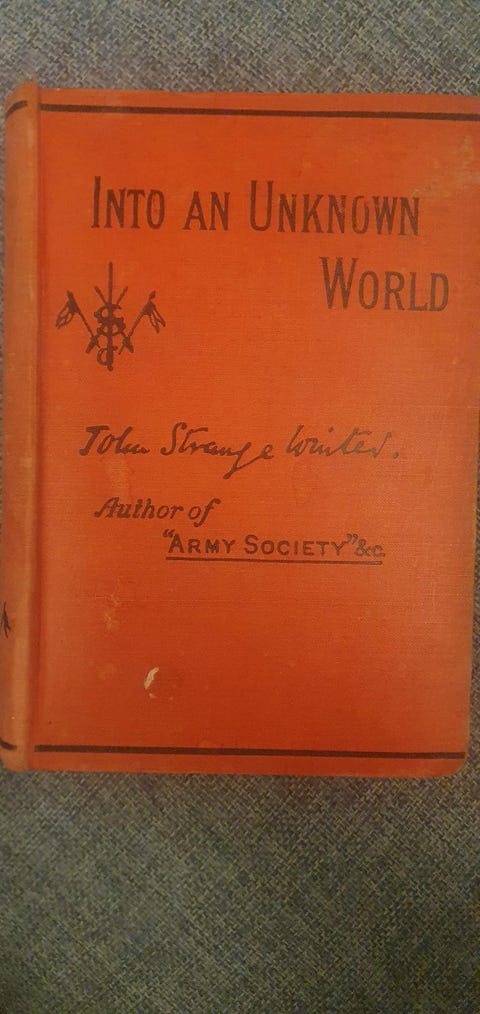 INTO AN UNKNOWN
WORLD
John Strange Winter.
Author of
"ARMY SOCIETY" &c.